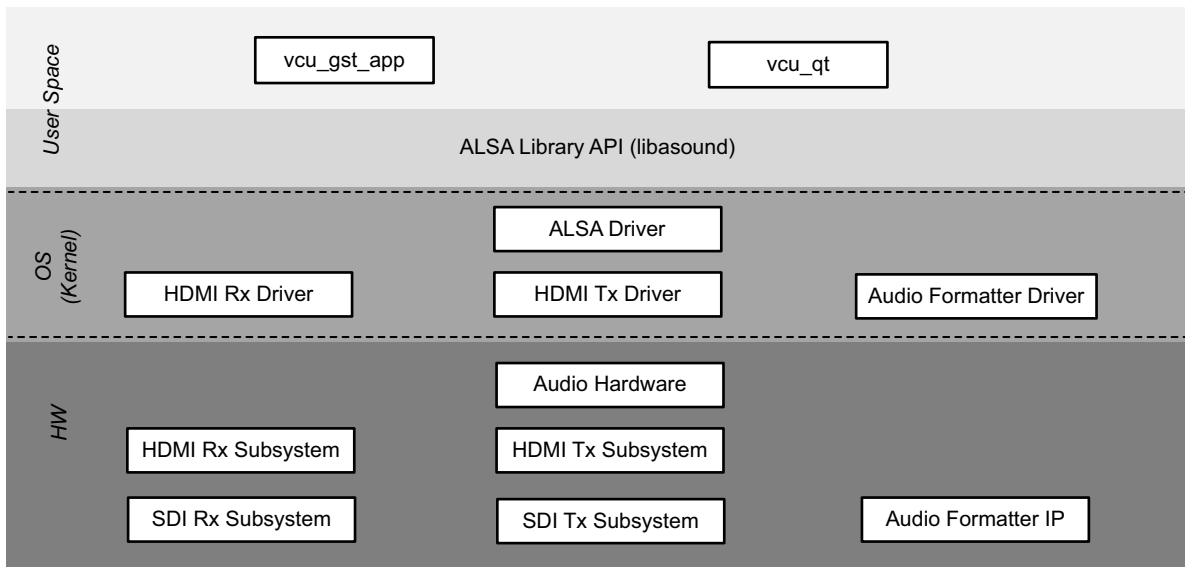 User Space
vcu_gst_app
vcu_qt
ALSA Library API (libasound)
OS
(Kernel)
ALSA Driver
HDMI Rx Driver
HDMI Tx Driver
Audio Formatter Driver
HW
Audio Hardware
HDMI Rx Subsystem
HDMI Tx Subsystem
SDI Rx Subsystem
SDI Tx Subsystem
Audio Formatter IP